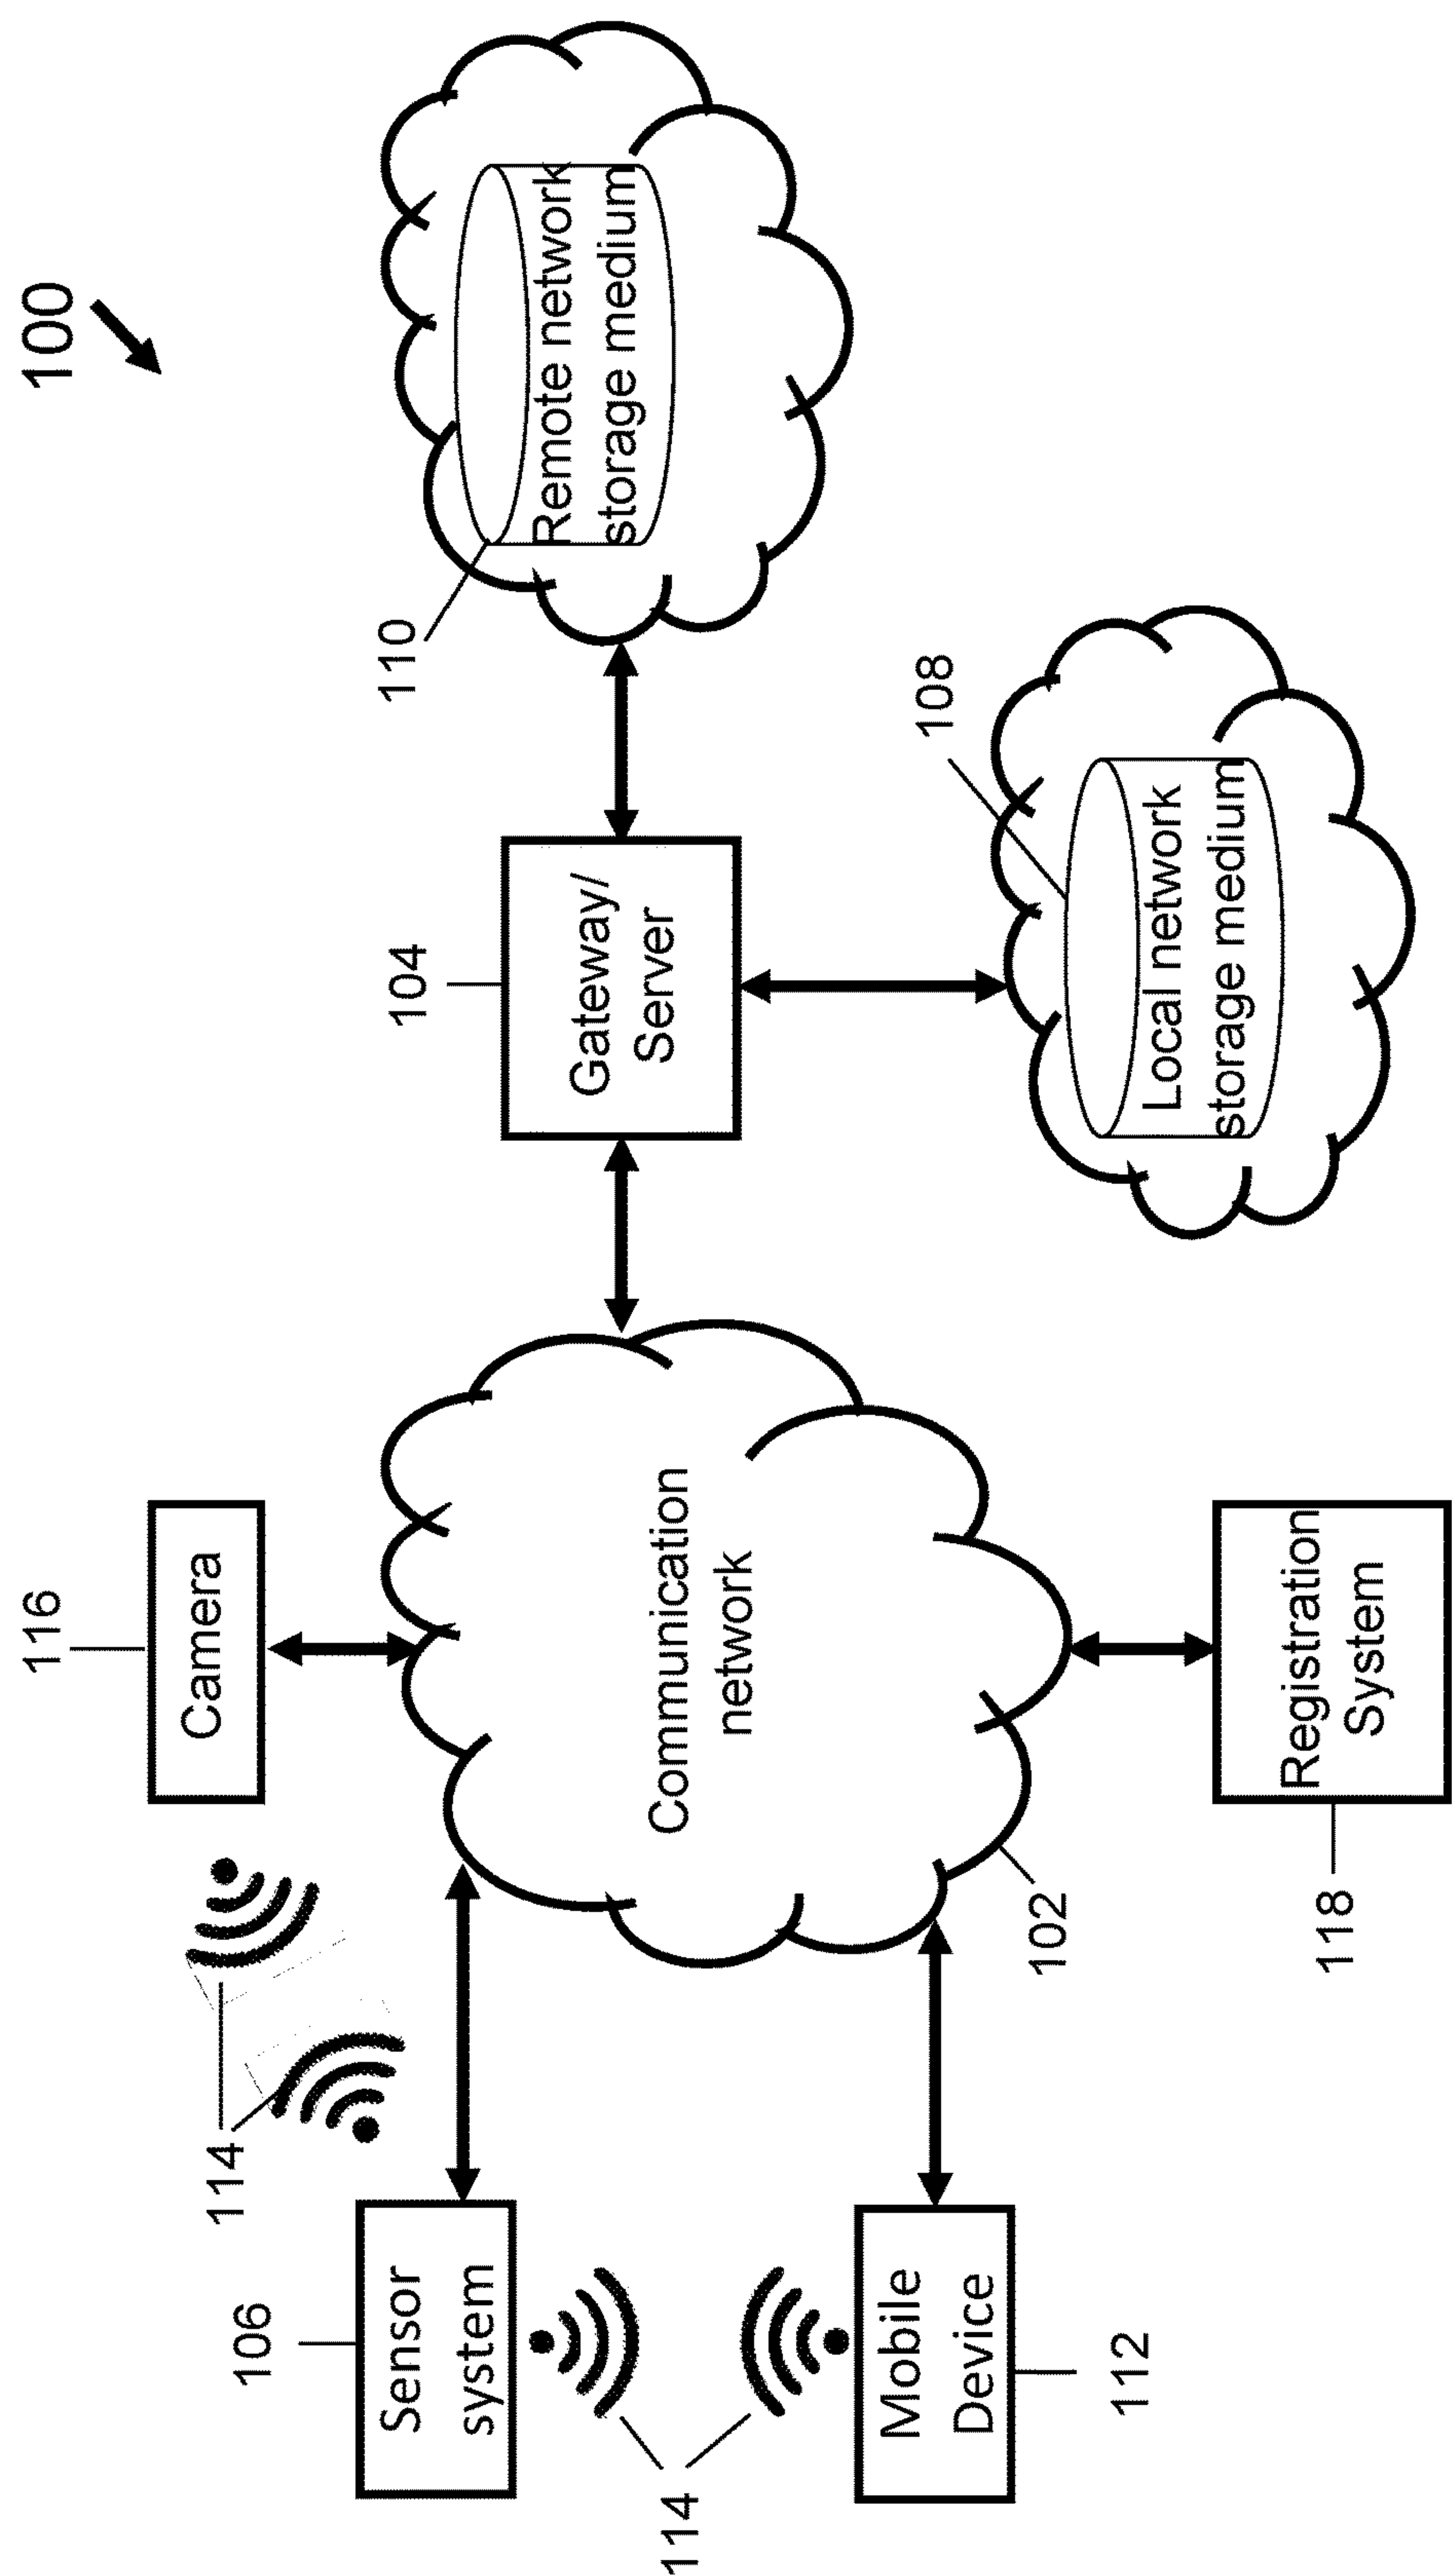 100
116
Camera
114
106
Sensor
system
114
Mobile
Device
112
Communication
network
102
Registration
System
118
104
Gateway/
Server
110
Remote network
storage medium
108
Local network
storage medium